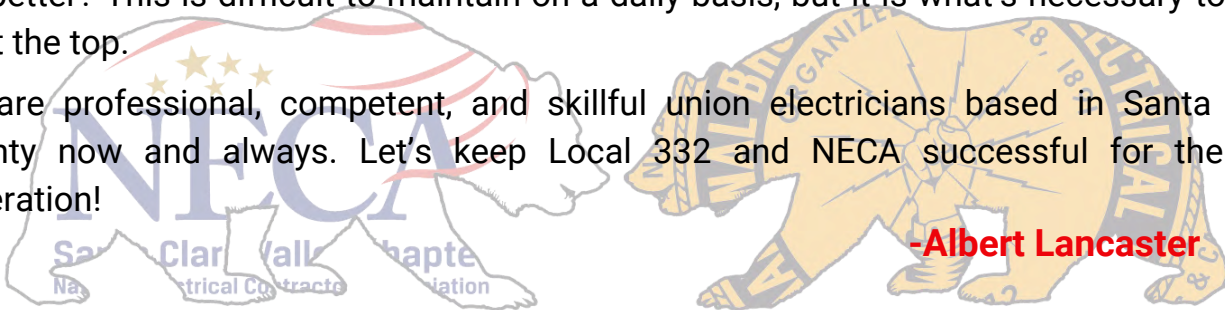 better? This is difficult to maintain on a daily basis, but it is what's necessary to
t the top.
are professional, competent, and skillful union electricians based in Santa
nty now and always. Let's keep Local 332 and NECA successful for the
eration!
-Albert Lancaster
NECA